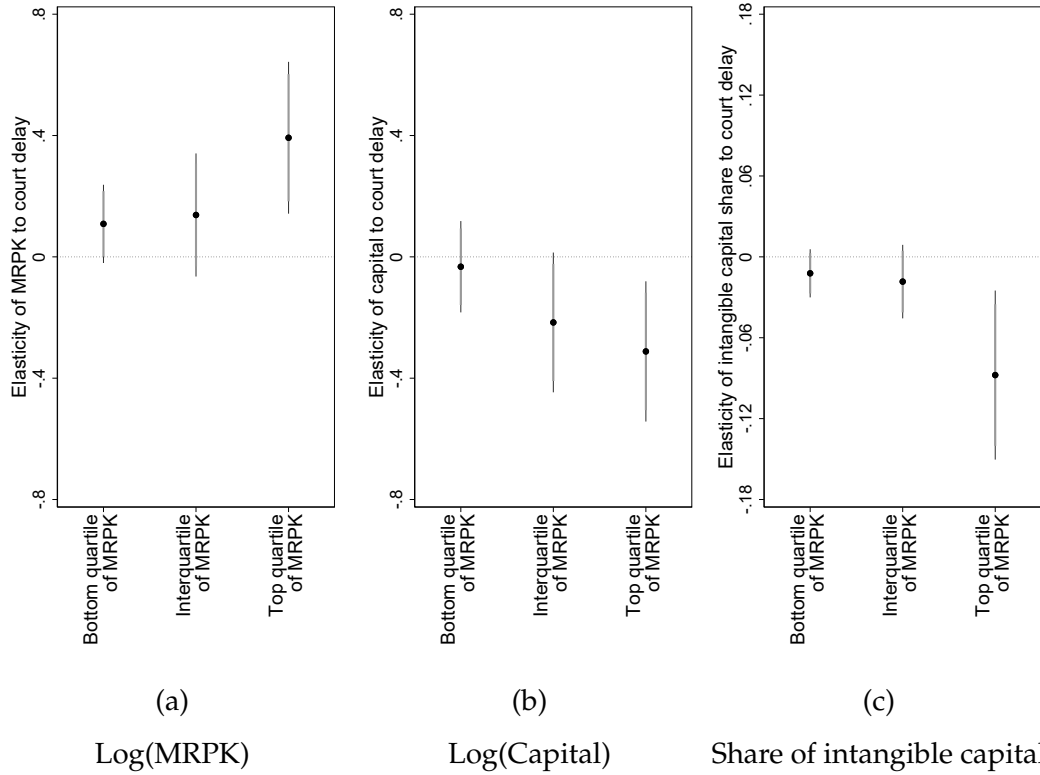 Elasticity of MRPK to court delay
.8
.4
0
-.4
-.8
Bottom quartile
of MRPK
Interquartile
of MRPK
Top quartile
of MRPK
(a)
Log(MRPK)
Elasticity of capital to court delay
.8
.4
0
-.4
-.8
Bottom quartile
of MRPK
Interquartile
of MRPK
Top quartile
of MRPK
(b)
Log(Capital)
Elasticity of intangible capital share to court delay
.18
.12
.06
0
-.06
-.12
-.18
Bottom quartile
of MRPK
Interquartile
of MRPK
Top quartile
of MRPK
(c)
Share of intangible capital